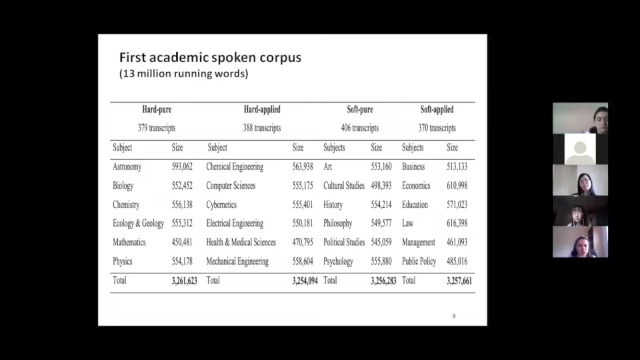 First academic spoken corpus
(13 million running words)
Hard-pure Hard-applied Soft-pure Soft-applied
379 transcripts 388 transcripts 406 transcripts 370 transcripts
Subject Size Subject Size Subjects Size Subjects Size
Astronomy 593,062 Chemical Engineering 563,938 Art 553,160 Business 513,133
Biology 552,452 Computer Sciences 555,175 Cultural Studies 498,393 Economics 610,998
Chemistry 556,138 Cybernetics 555,401 History 554,214 Education 571,023
Ecology & Geology 555,312 Electrical Engineering 550,181 Philosophy 549,577 Law 616,398
Mathematics 450,481 Health & Medical Sciences 470,795 Political Studies 545,059 Management 461,093
Physics 554,178 Mechanical Engineering 558,604 Psychology 555,880 Public Policy 485,016
Total 3,261,623 Total 3,254,094 Total 3,256,283 Total 3,257,661
9